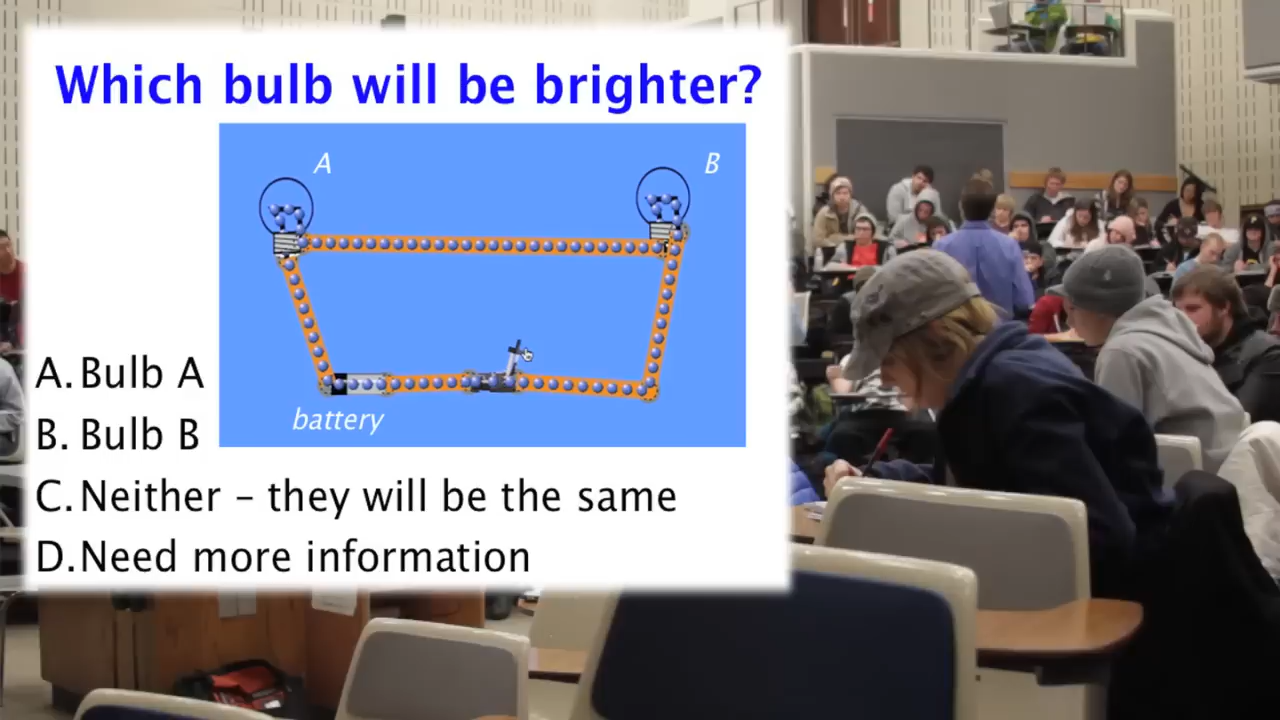 Which bulb will be brighter?
A
B
battery
A. Bulb A
B. Bulb B
C. Neither – they will be the same
D. Need more information